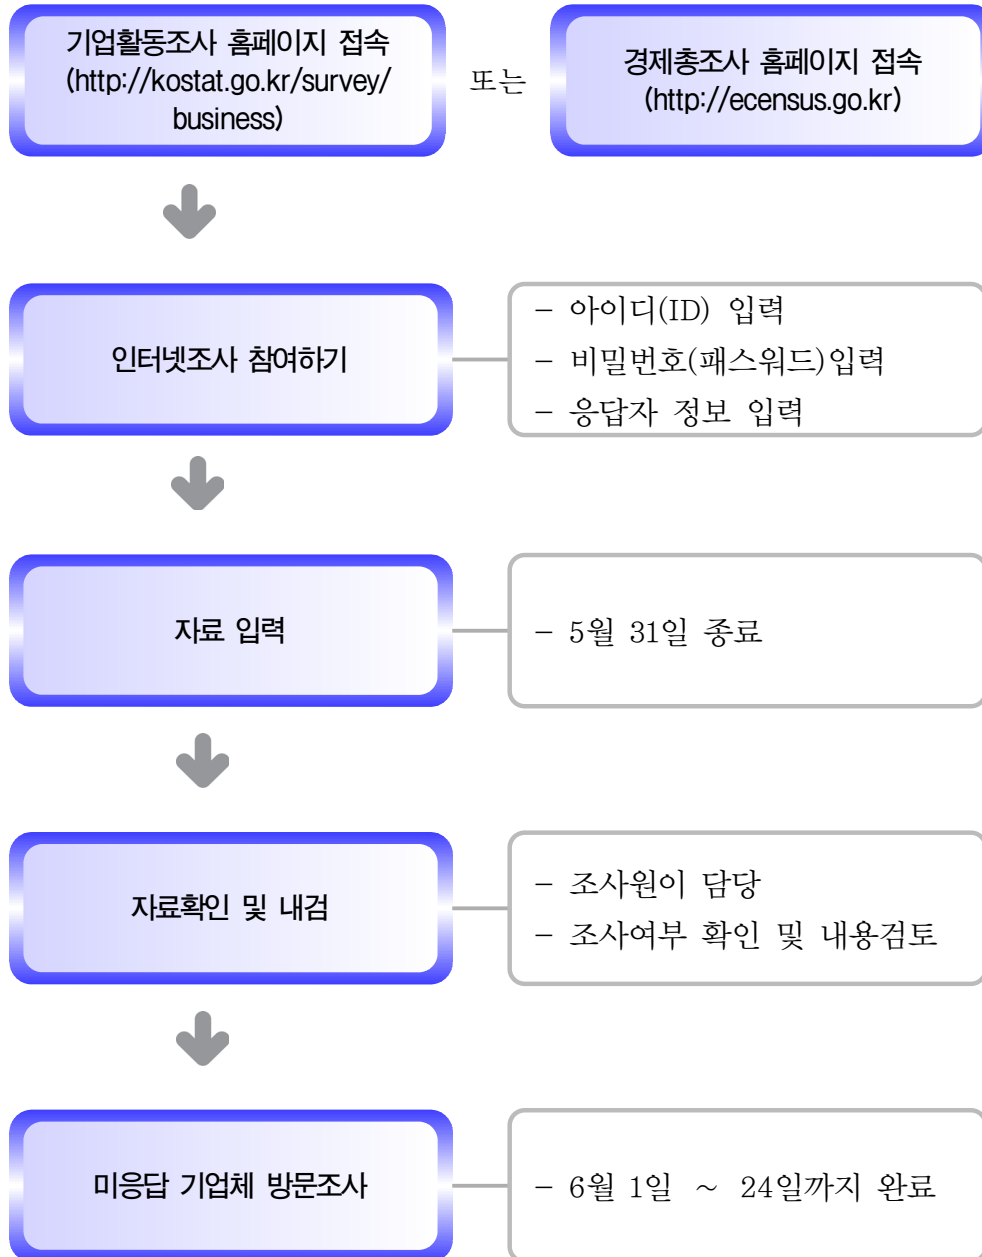 기업활동조사 홈페이지 접속
(http://kostat.go.kr/survey/
business)
또는
경제총조사 홈페이지 접속
(http://ecensus.go.kr)
인터넷조사 참여하기
- 아이디(ID) 입력
- 비밀번호(패스워드)입력
- 응답자 정보 입력
자료 입력
- 5월 31일 종료
자료확인 및 내검
- 조사원이 담당
- 조사여부 확인 및 내용검토
미응답 기업체 방문조사
- 6월 1일 ~ 24일까지 완료